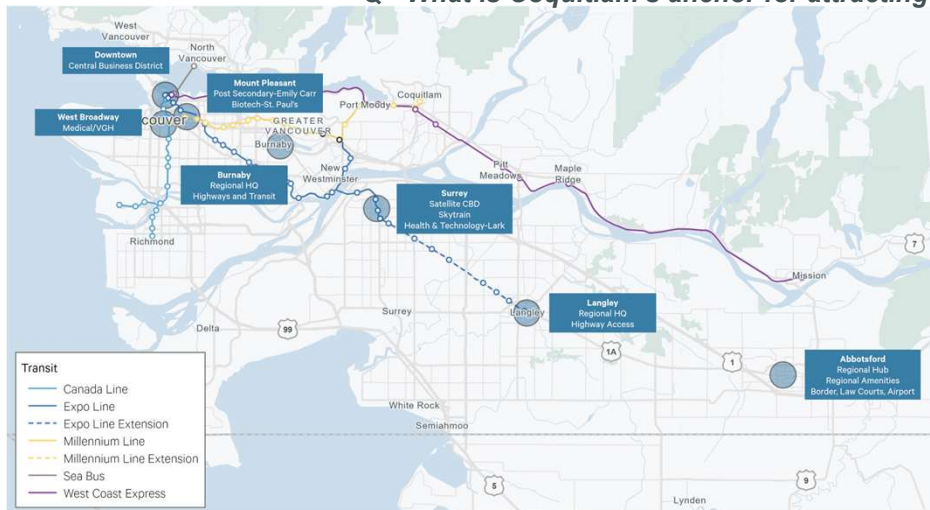 Q - What is Coquitlam's anchor for attracting
West
Vancouver
North
Vancouver
Downtown
Central Business District
Mount Pleasant
Post Secondary-Emily Carr
Biotech-St. Paul's
West Broadway
Medical/VGH
couver
GREATER
VANCOUVER
Burnaby
Port Moody
Coquitlam
New
Westminster
Burnaby
Regional HQ
Highways and Transit
Pitt
Meadows
Maple
Ridge
Surrey
Satellite CBD
Skytrain
Health & Technology-Lark
Richmond
7
Mission
Delta
99
Surrey
Langley
Langley
Regional HQ
Highway Access
1A
1
Abbotsford
Regional Hub
Regional Amenities
Border, Law Courts, Airport
White Rock
Semiahmoo
5
9
Lynden
Transit
Canada Line
Expo Line
Expo Line Extension
Millennium Line
Millennium Line Extension
Sea Bus
West Coast Express